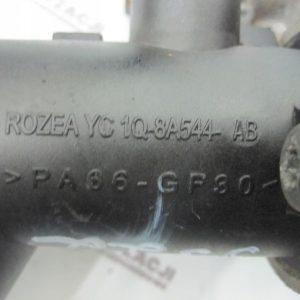 ROZEA YC 1Q-8A544- AB
>PA66-GF30<